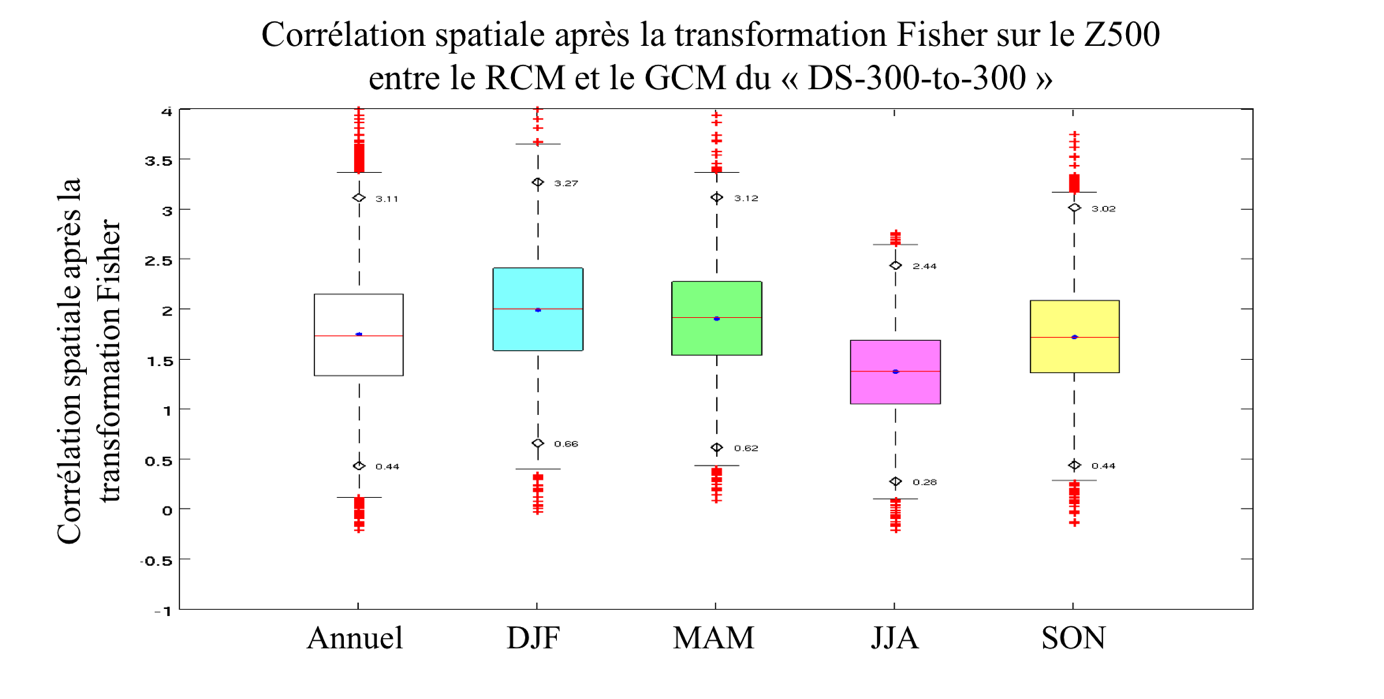 Corrélation spatiale après la transformation Fisher sur le Z500
entre le RCM et le GCM du « DS-300-to-300 »
Corrélation spatiale après la
transformation Fisher
4
3.5
3
2.5
2
1.5
1
0.5
0
-0.5
-1
3.11
0.44
3.27
0.66
3.12
0.62
2.44
0.28
3.02
0.44
Annuel
DJF
MAM
JJA
SON